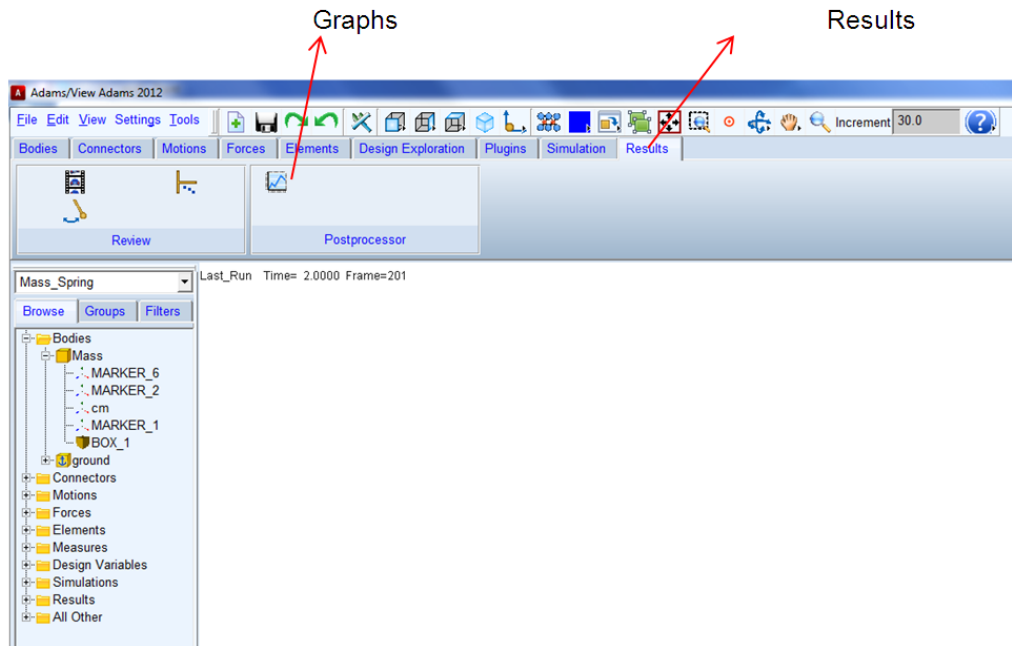 Graphs Results
Adams/View Adams 2012
File Edit View Settings Tools Increment 30.0
Bodies Connectors Motions Forces Elements Design Exploration Plugins Simulation Results
Review Postprocessor
Mass_Spring
Last_Run Time= 2.0000 Frame=201
Browse Groups Filters
Bodies
Mass
MARKER_6
MARKER_2
cm
MARKER_1
BOX_1
ground
Connectors
Motions
Forces
Elements
Measures
Design Variables
Simulations
Results
All Other